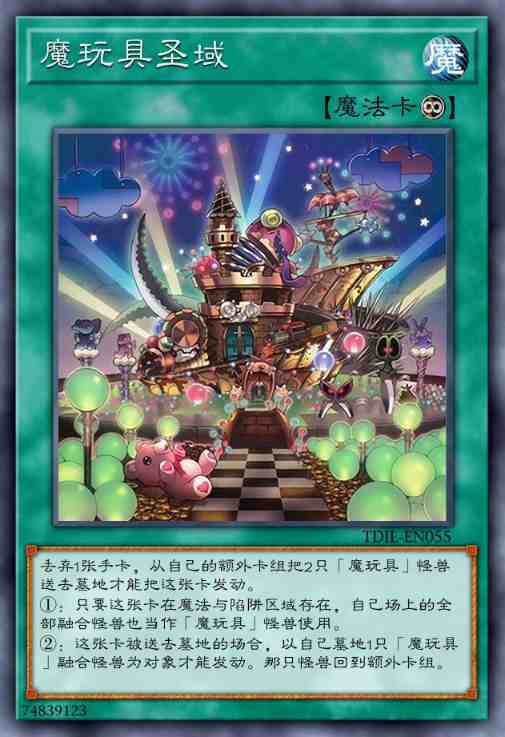 魔玩具圣域
魔
【魔法卡】
TDIL-EN055
丢弃1张手卡，从自己的额外卡组把2只「魔玩具」怪兽
送去墓地才能把这张卡发动。
①：只要这张卡在魔法与陷阱区域存在，自己场上的全
部融合怪兽也当作「魔玩具」怪兽使用。
②：这张卡被送去墓地的场合，以自己墓地1只「魔玩具
」融合怪兽为对象才能发动。那只怪兽回到额外卡组。
74839123